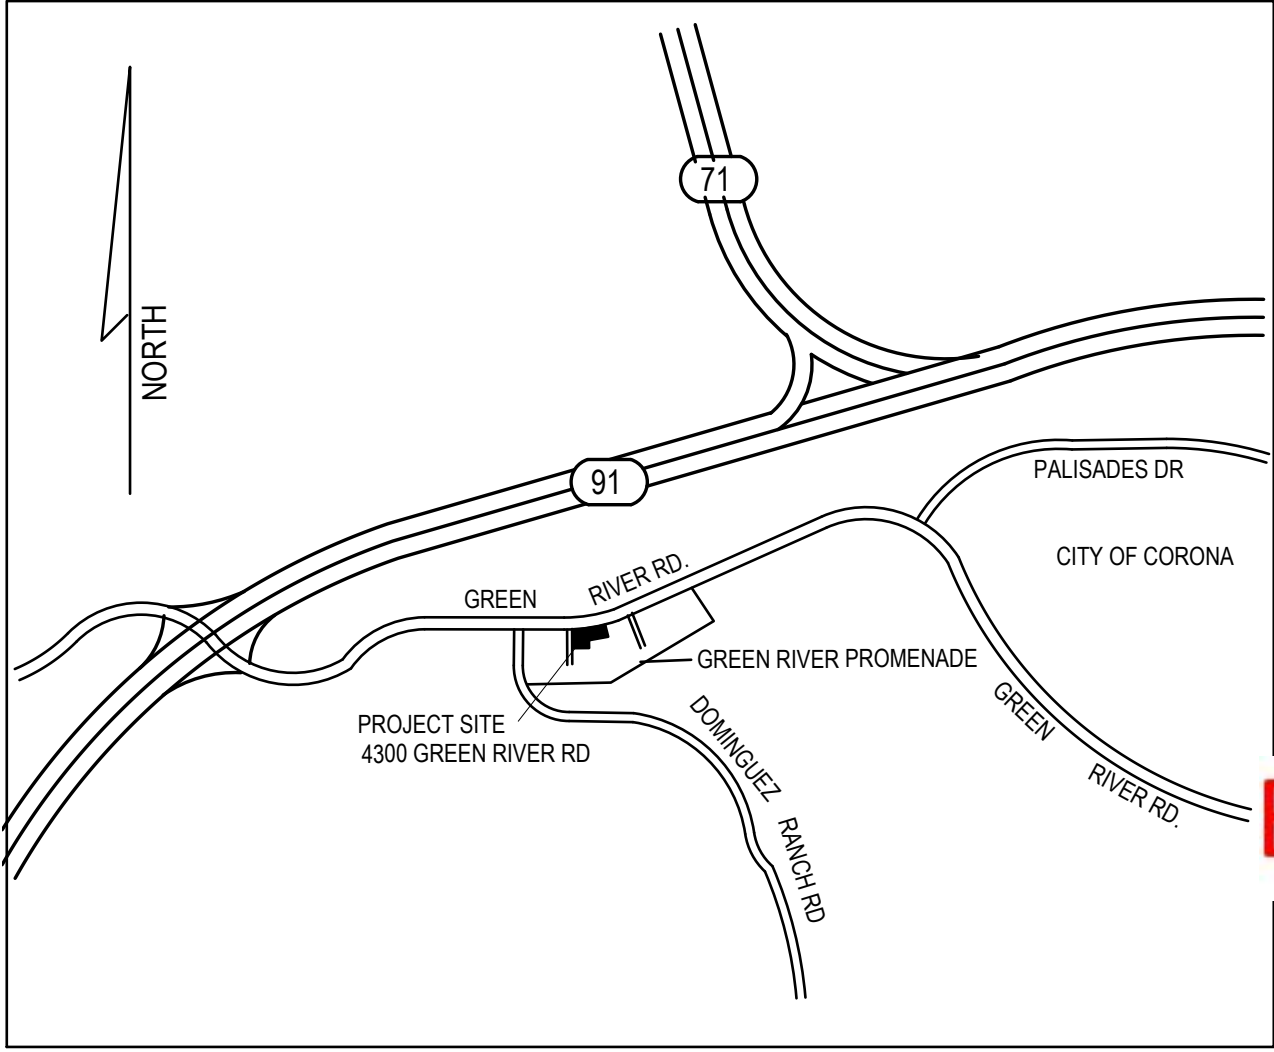 71
NORTH
91
PALISADES DR
CITY OF CORONA
GREEN
RIVER RD.
GREEN RIVER PROMENADE
PROJECT SITE
4300 GREEN RIVER RD
DOMINGUEZ
RANCH RD
GREEN
RIVER RD.